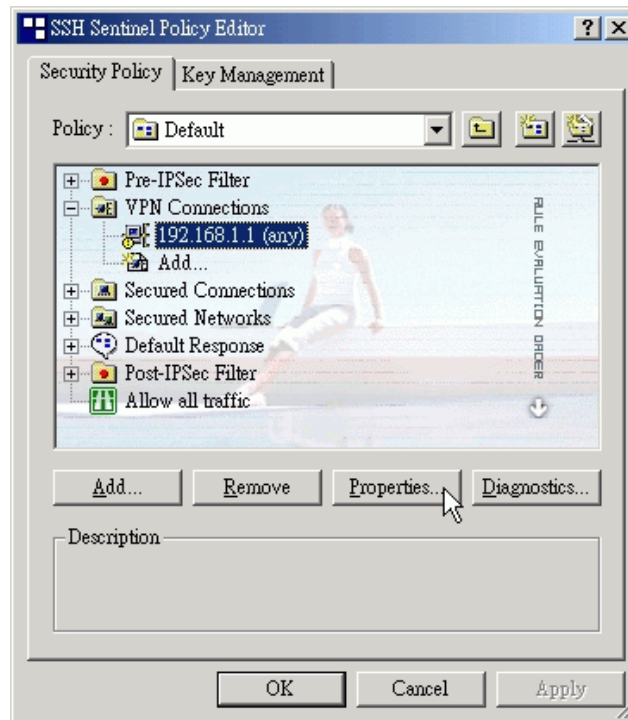 SSH Sentinel Policy Editor
Security Policy
Key Management
Policy :
Default
Pre-IPSec Filter
VPN Connections
192.168.1.1 (any)
Add...
Secured Connections
Secured Networks
Default Response
Post-IPSec Filter
Allow all traffic
RULE EVALUATION ORDER
Add...
Remove
Properties...
Diagnostics...
Description
OK
Cancel
Apply